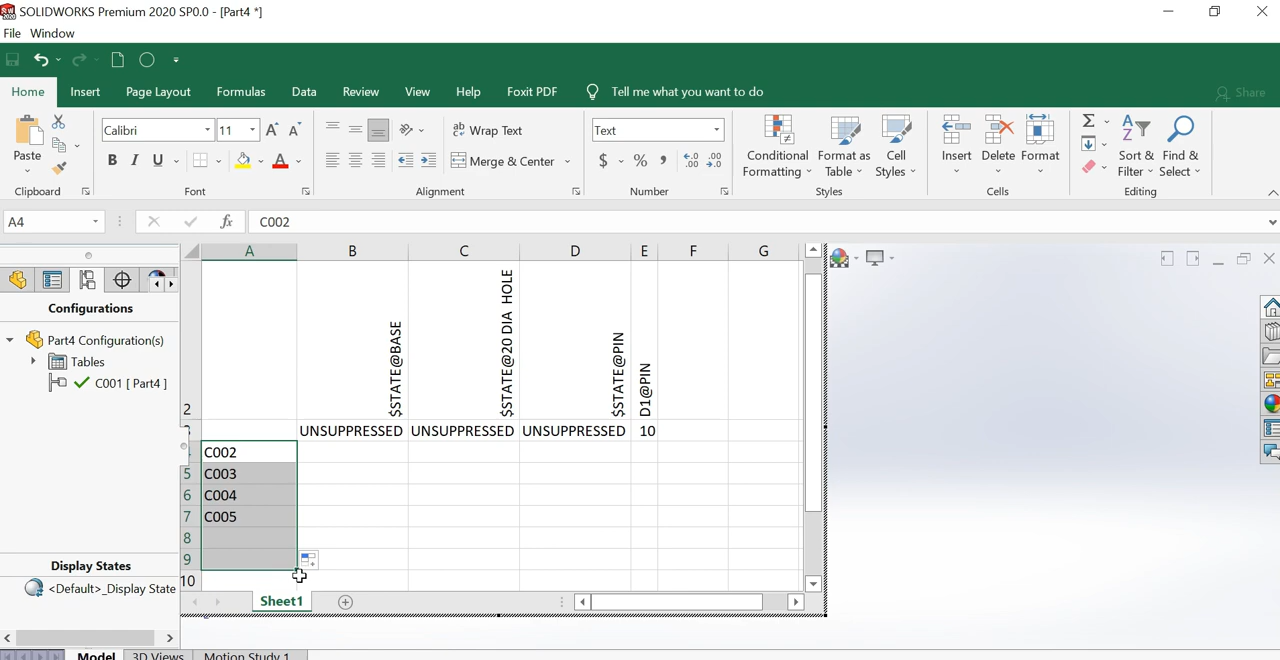 SOLIDWORKS Premium 2020 SP0.0 - [Part4 *]
File Window
Home Insert Page Layout Formulas Data Review View Help Foxit PDF Tell me what you want to do Share
Calibri 11 Wrap Text Text
Paste Merge & Center Conditional Formatting Format as Table Cell Styles Insert Delete Format Sort & Filter Find & Select
Clipboard Font Alignment Number Styles Cells Editing
A4 fx C002
A B C D E F G
Configurations
Part4 Configuration(s)
Tables
C001 [ Part4 ]
2 $STATE@BASE $STATE@20 DIA HOLE $STATE@PIN D1@PIN
UNSUPPRESSED UNSUPPRESSED UNSUPPRESSED 10
C002
5 C003
6 C004
7 C005
8
9
10
Display States
<Default>_Display State
Sheet1
Model 3D Views Motion Study 1